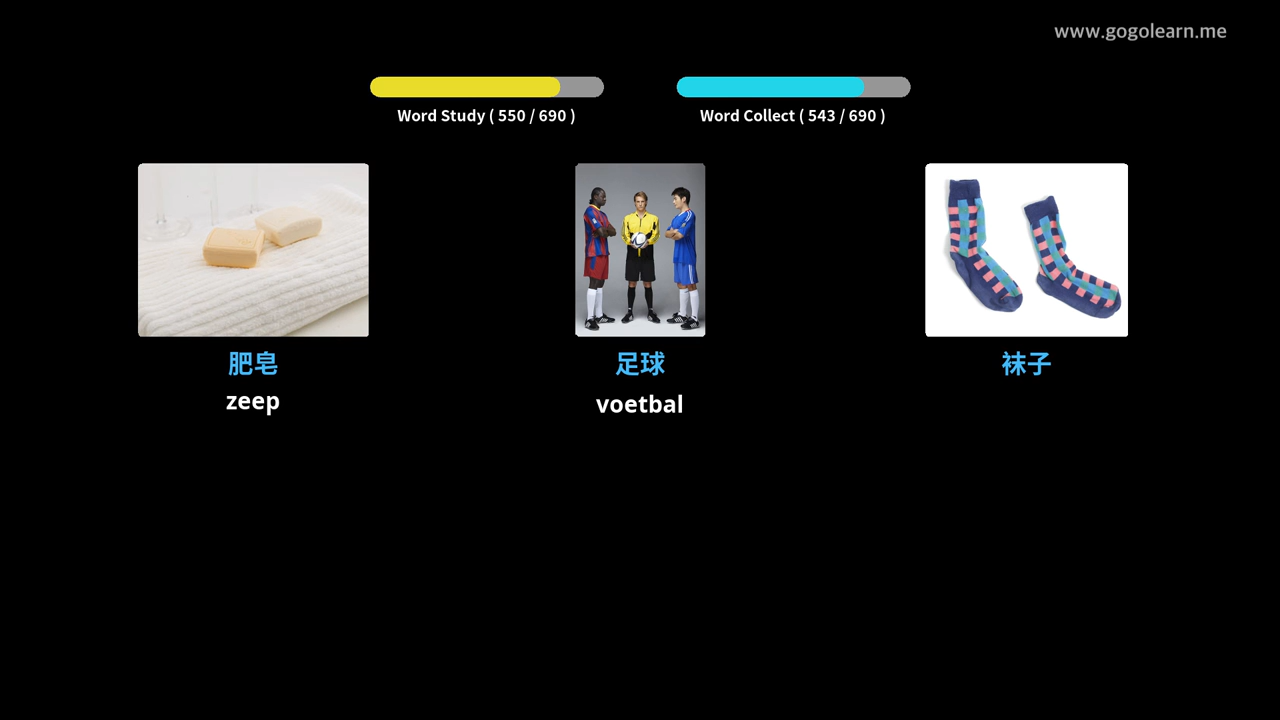 www.gogolearn.me
Word Study ( 550 / 690 )
Word Collect ( 543 / 690 )
肥皂
足球
袜子
zeep
voetbal